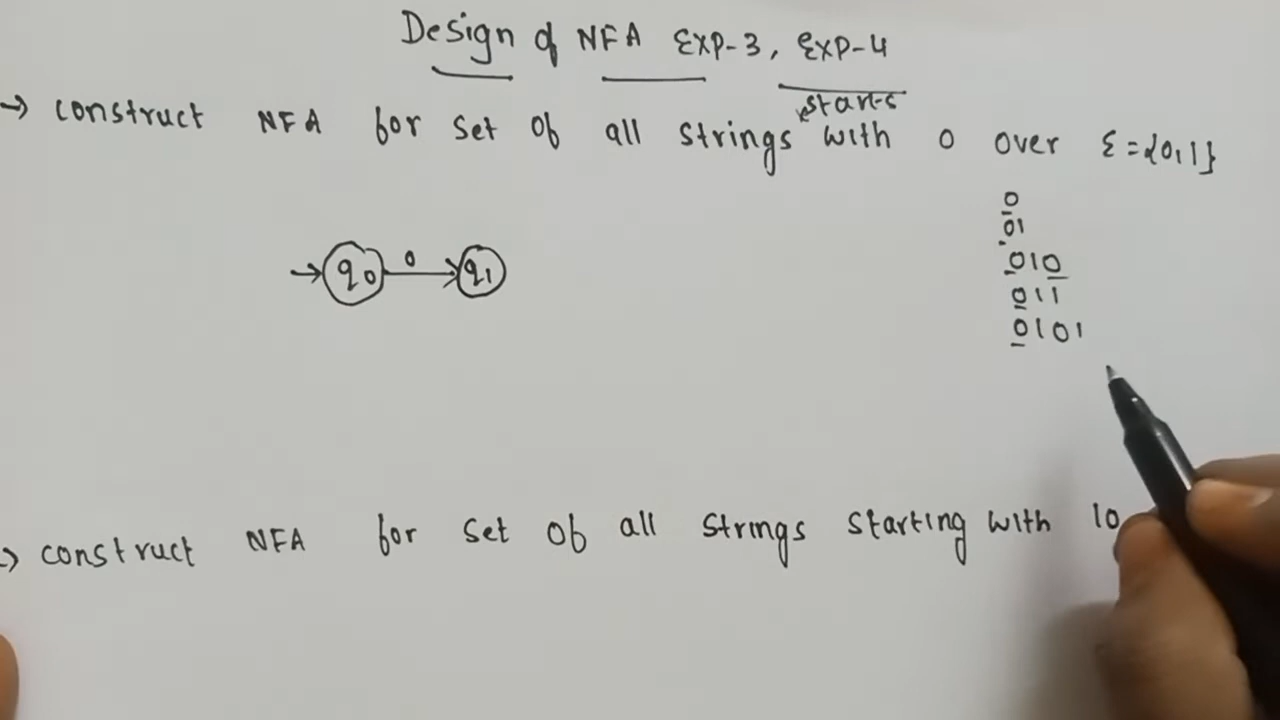 Design of NFA Exp-3, Exp-4
→ construct NFA for set of all strings starts with 0 over Σ={0,1}
0
01
010
011
0101
→ q0 0 q1
→ construct NFA for set of all strings starting with 10